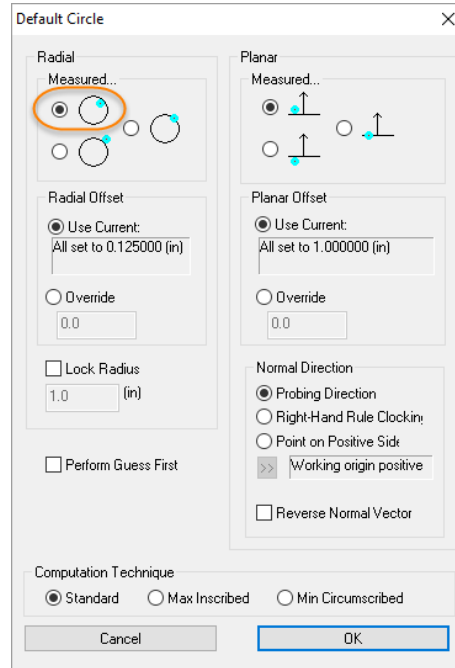 Default Circle
Radial
Measured...
Radial Offset
Use Current:
All set to 0.125000 (in)
Override
0.0
Lock Radius
1.0 (in)
Perform Guess First
Planar
Measured...
Planar Offset
Use Current:
All set to 1.000000 (in)
Override
0.0
Normal Direction
Probing Direction
Right-Hand Rule Clockin
Point on Positive Side
>> Working origin positive
Reverse Normal Vector
Computation Technique
Standard Max Inscribed Min Circumscribed
Cancel OK